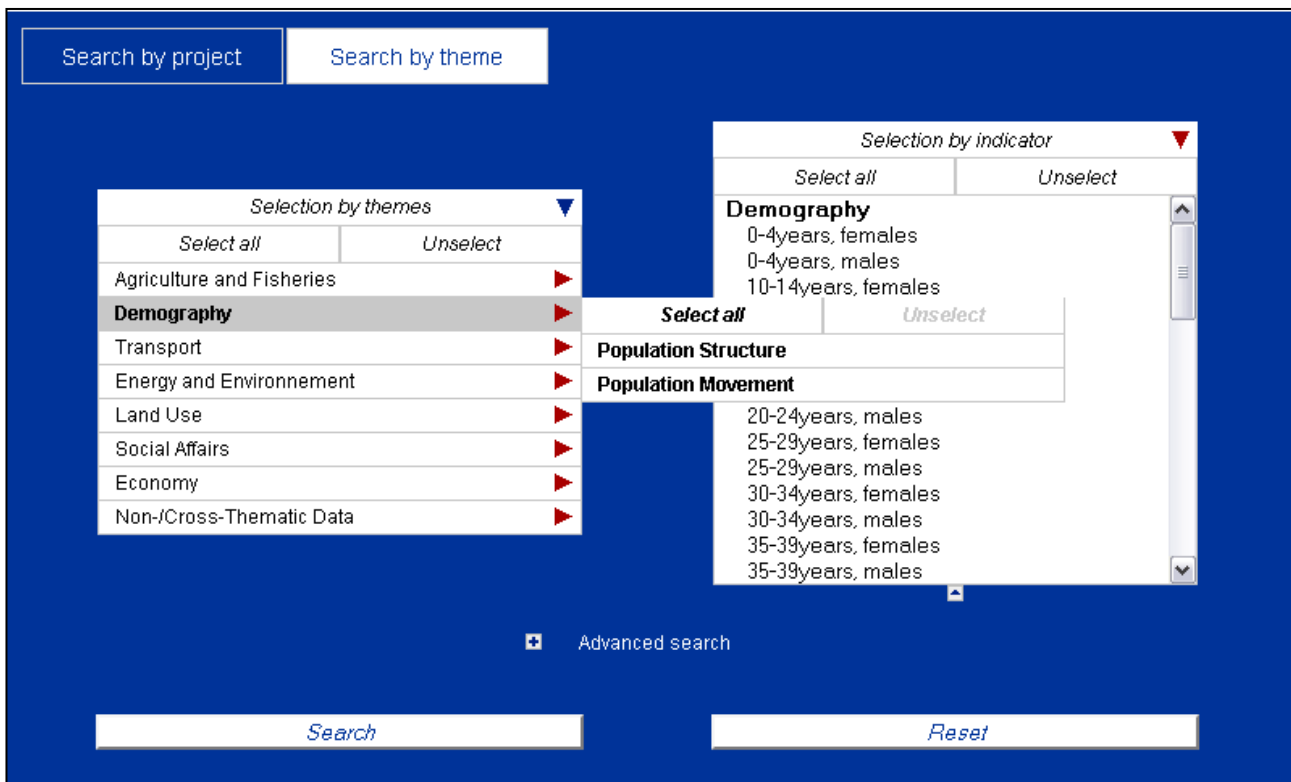 Search by project
Search by theme
Selection by themes
Select all
Unselect
Agriculture and Fisheries
Demography
Transport
Energy and Environnement
Land Use
Social Affairs
Economy
Non-/Cross-Thematic Data
Select all
Unselect
Population Structure
Population Movement
Selection by indicator
Select all
Unselect
Demography
0-4years, females
0-4years, males
10-14years, females
20-24years, males
25-29years, females
25-29years, males
30-34years, females
30-34years, males
35-39years, females
35-39years, males
Advanced search
Search
Reset